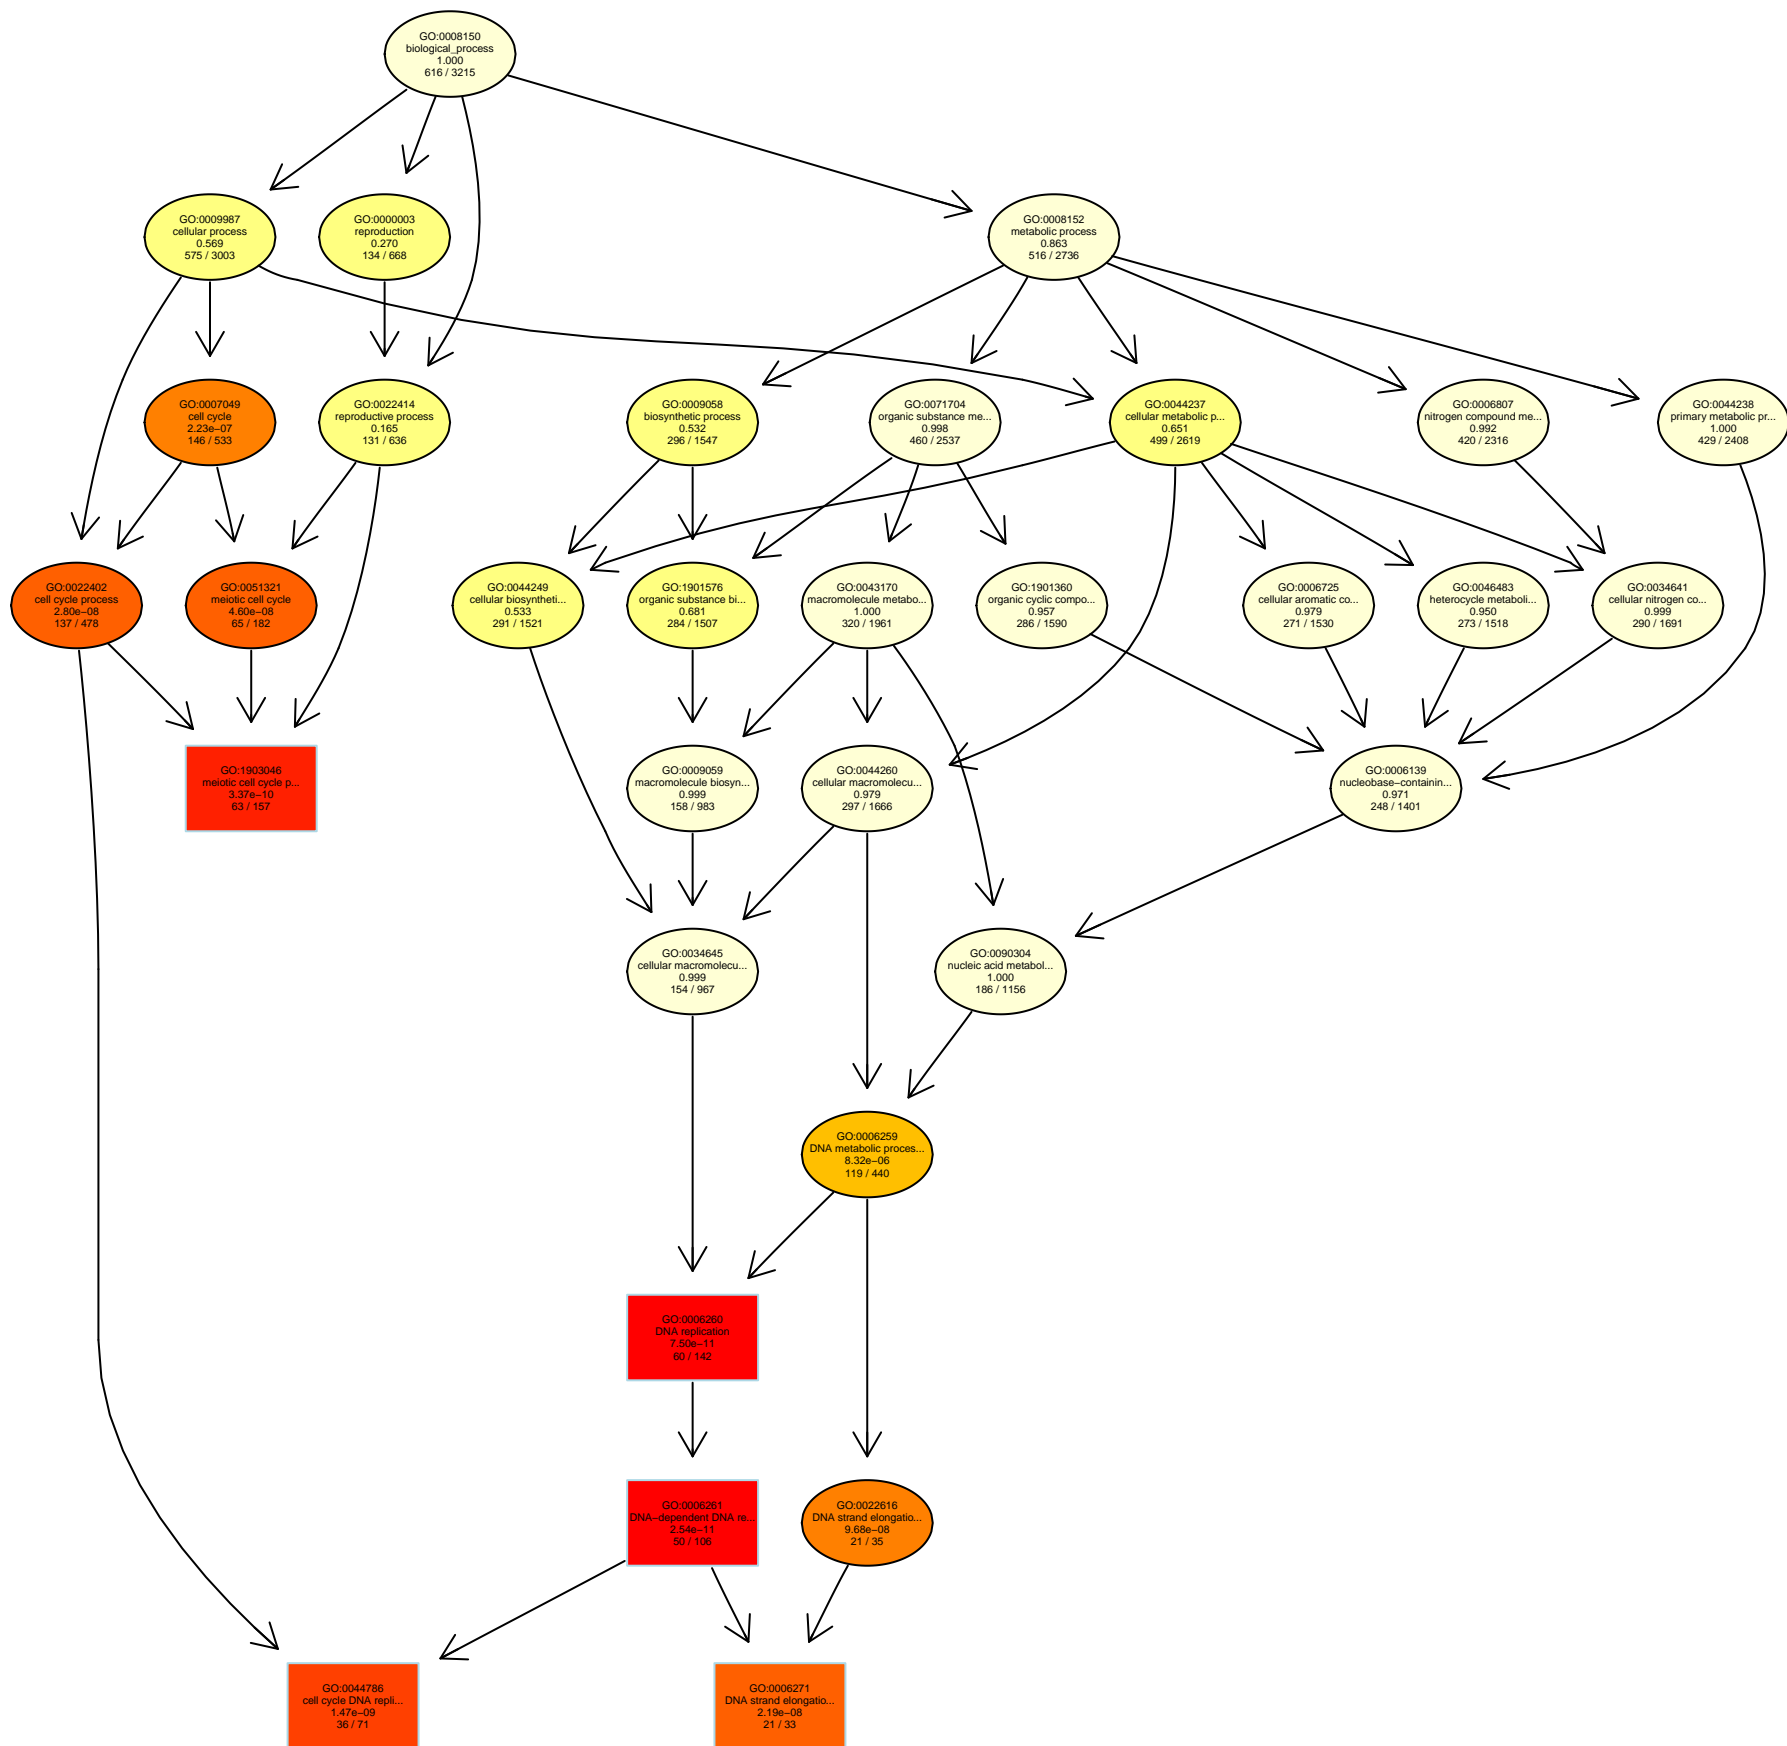 GO:0008150
biological_process
1.000
616 / 3215
GO:0009987
cellular process
0.569
575 / 3003
GO:0000003
reproduction
0.270
134 / 668
GO:0008152
metabolic process
0.863
516 / 2736
GO:0007049
cell cycle
2.23e−07
146 / 533
GO:0022414
reproductive process
0.165
131 / 636
GO:0009058
biosynthetic process
0.532
296 / 1547
GO:0071704
organic substance me...
0.998
460 / 2537
GO:0044237
cellular metabolic p...
0.651
499 / 2619
GO:0006807
nitrogen compound me...
0.992
420 / 2316
GO:0044238
primary metabolic pr...
1.000
429 / 2408
GO:0022402
cell cycle process
2.80e−08
137 / 478
GO:0051321
meiotic cell cycle
4.60e−08
65 / 182
GO:0044249
cellular biosyntheti...
0.533
291 / 1521
GO:1901576
organic substance bi...
0.681
284 / 1507
GO:0043170
macromolecule metabo...
1.000
320 / 1961
GO:1901360
organic cyclic compo...
0.957
286 / 1590
GO:0006725
cellular aromatic co...
0.979
271 / 1530
GO:0046483
heterocycle metaboli...
0.950
273 / 1518
GO:0034641
cellular nitrogen co...
0.999
290 / 1691
GO:1903046
meiotic cell cycle p...
3.37e−10
63 / 157
GO:0009059
macromolecule biosyn...
0.999
158 / 983
GO:0044260
cellular macromolecu...
0.979
297 / 1666
GO:0006139
nucleobase−containin...
0.971
248 / 1401
GO:0034645
cellular macromolecu...
0.999
154 / 967
GO:0090304
nucleic acid metabol...
1.000
186 / 1156
GO:0006259
DNA metabolic proces...
8.32e−06
119 / 440
GO:0006260
DNA replication
7.50e−11
60 / 142
GO:0006261
DNA−dependent DNA re...
2.54e−11
50 / 106
GO:0022616
DNA strand elongatio...
9.68e−08
21 / 35
GO:0044786
cell cycle DNA repli...
1.47e−09
36 / 71
GO:0006271
DNA strand elongatio...
2.19e−08
21 / 33